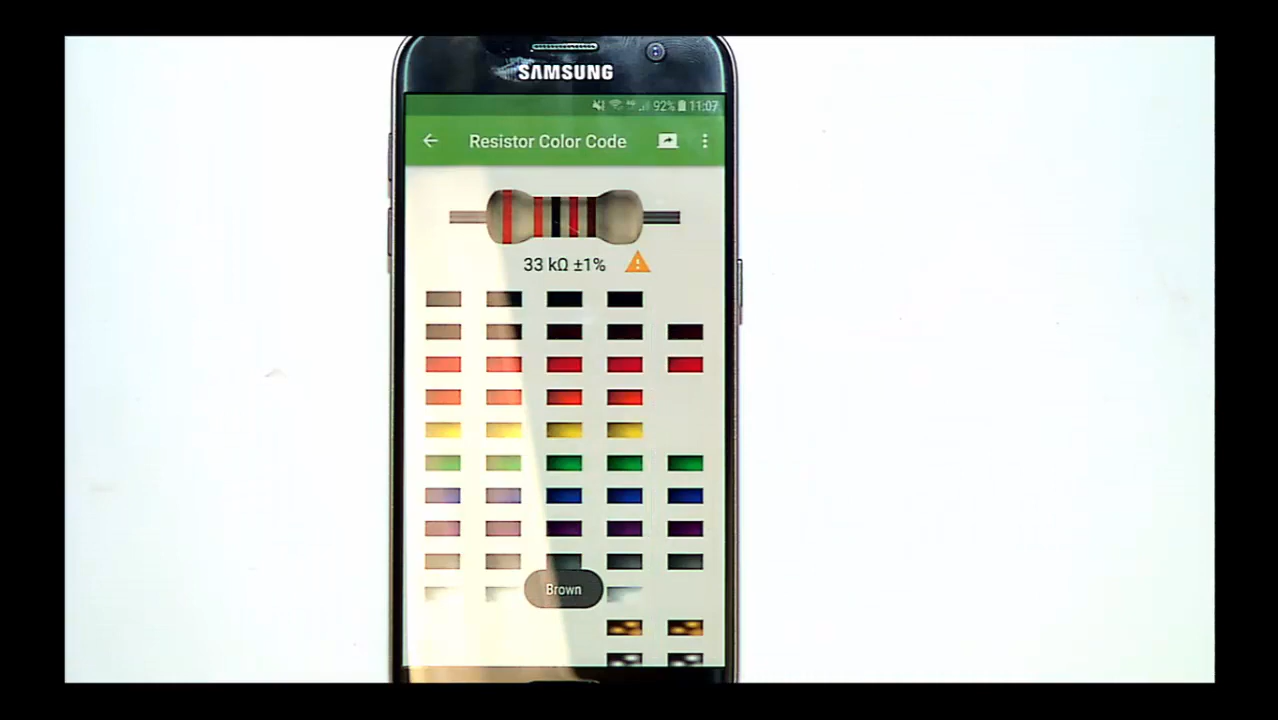 SAMSUNG
92% 11:07
Resistor Color Code
33 kΩ ±1%
Brown